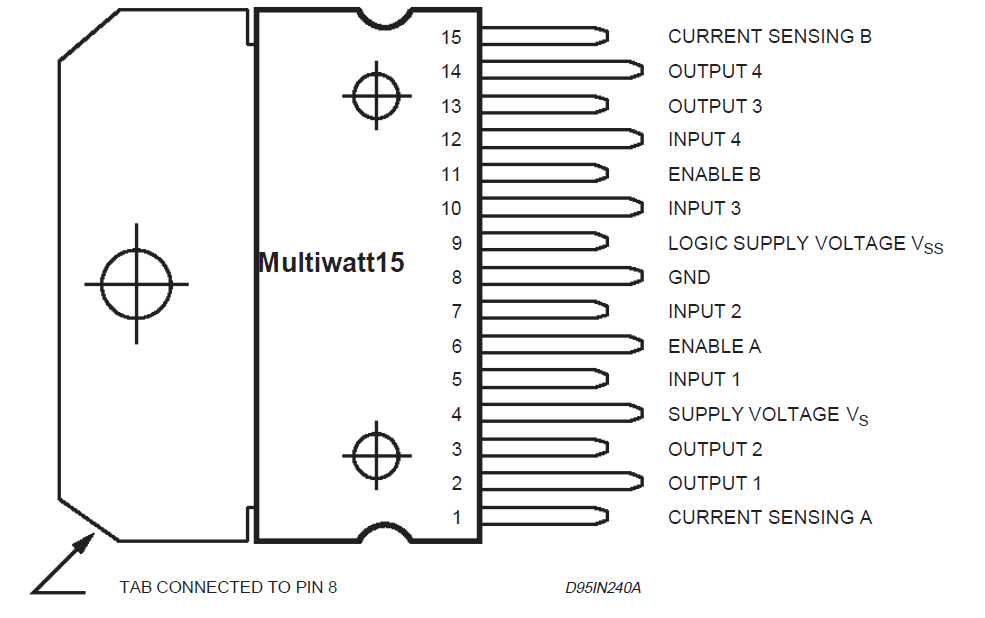 15 CURRENT SENSING B
14 OUTPUT 4
13 OUTPUT 3
12 INPUT 4
11 ENABLE B
10 INPUT 3
9 LOGIC SUPPLY VOLTAGE VSS
Multiwatt15
8 GND
7 INPUT 2
6 ENABLE A
5 INPUT 1
4 SUPPLY VOLTAGE VS
3 OUTPUT 2
2 OUTPUT 1
1 CURRENT SENSING A
TAB CONNECTED TO PIN 8 D95IN240A